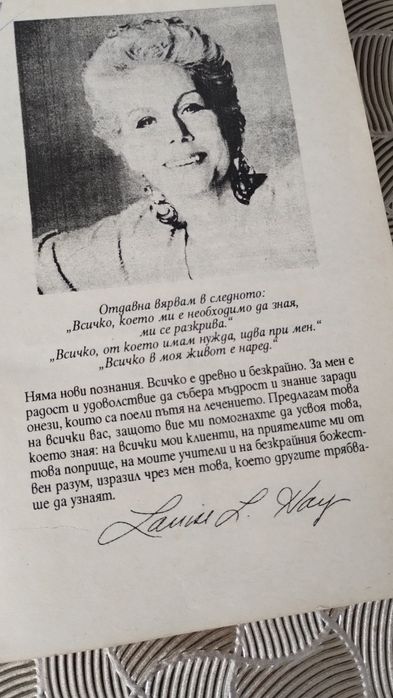 Отдавна вярвам в следното:
„Всичко, което ми е необходимо да зная,
ми се разкрива.“
„Всичко, от което имам нужда, идва при мен.“
„Всичко в моя живот е наред.“
Няма нови познания. Всичко е древно и безкрайно. За мен е
радост и удоволствие да събера мъдрост и знание заради
онези, които са поели пътя на лечението. Предлагам това
на всички вас, защото вие ми помогнахте да усвоя това,
което зная: на всички мои клиенти, на приятелите ми от
това поприще, на моите учители и на безкрайния божест-
вен разум, изразил чрез мен това, което другите трябва-
ше да узнаят.
Louise L. Hay